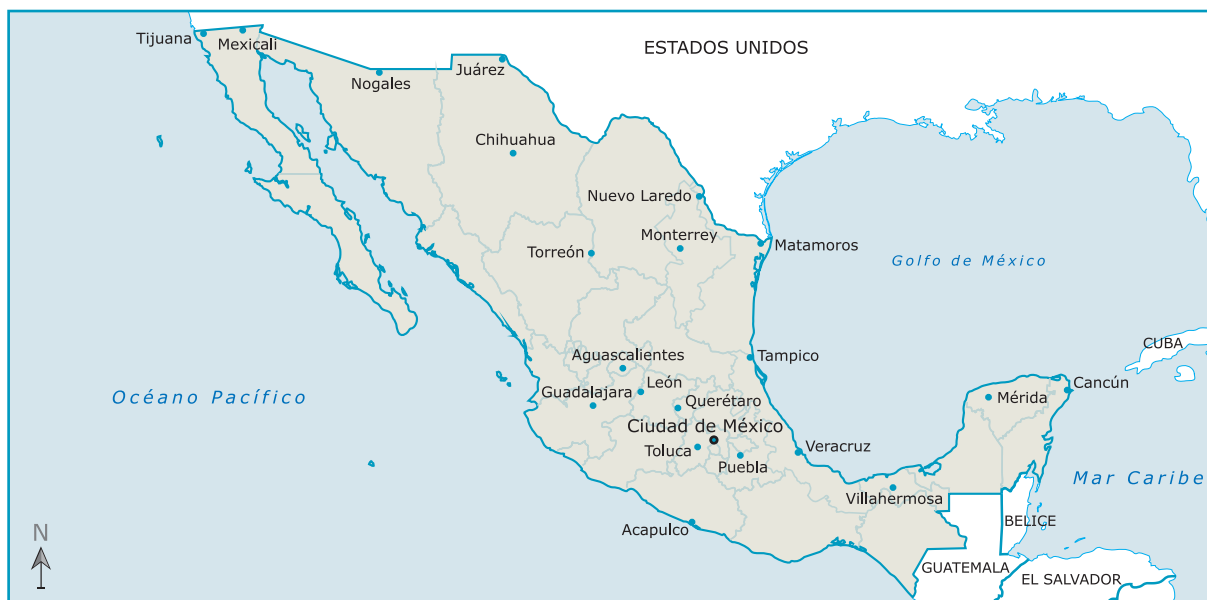 Tijuana
Mexicali
ESTADOS UNIDOS
Nogales
Juárez
Chihuahua
Nuevo Laredo
Monterrey
Matamoros
Torreón
Golfo de México
CUBA
Aguascalientes
Tampico
León
Cancún
Guadalajara
Océano Pacífico
Querétaro
Mérida
Ciudad de México
Toluca
Veracruz
Puebla
Mar Caribe
Villahermosa
Acapulco
BELICE
N
GUATEMALA
EL SALVADOR